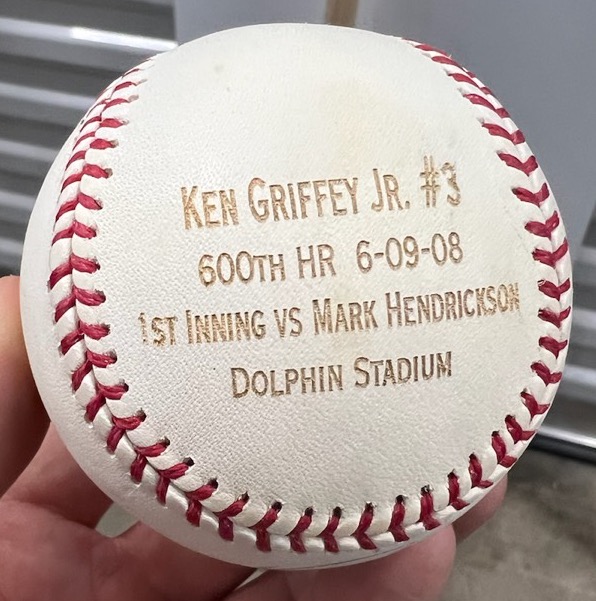 KEN GRIFFEY JR. #3
600TH HR 6-09-08
1ST INNING VS MARK HENDRICKSON
DOLPHIN STADIUM